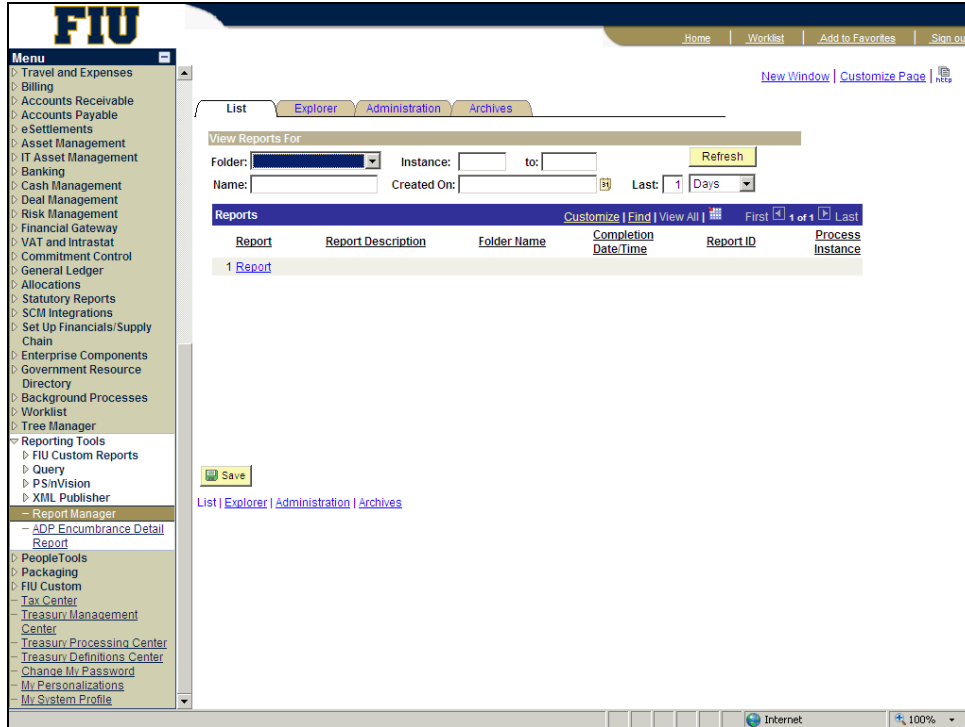 FIU
Home Worklist Add to Favorites Sign ou
Menu
Travel and Expenses
Billing
Accounts Receivable
Accounts Payable
eSettlements
Asset Management
IT Asset Management
Banking
Cash Management
Deal Management
Risk Management
Financial Gateway
VAT and Intrastat
Commitment Control
General Ledger
Allocations
Statutory Reports
SCM Integrations
Set Up Financials/Supply
Chain
Enterprise Components
Government Resource
Directory
Background Processes
Worklist
Tree Manager
Reporting Tools
FIU Custom Reports
Query
PS/nVision
XML Publisher
– Report Manager
– ADP Encumbrance Detail
Report
PeopleTools
Packaging
FIU Custom
– Tax Center
– Treasury Management
Center
– Treasury Processing Center
– Treasury Definitions Center
– Change My Password
– My Personalizations
– My System Profile
New Window | Customize Page | http
List Explorer Administration Archives
View Reports For
Folder: Instance: to: Refresh
Name: Created On: 31 Last: 1 Days
Reports Customize | Find | View All | First 1 of 1 Last
Report Report Description Folder Name Completion Date/Time Report ID Process Instance
1 Report
Save
List | Explorer | Administration | Archives
Internet 100%